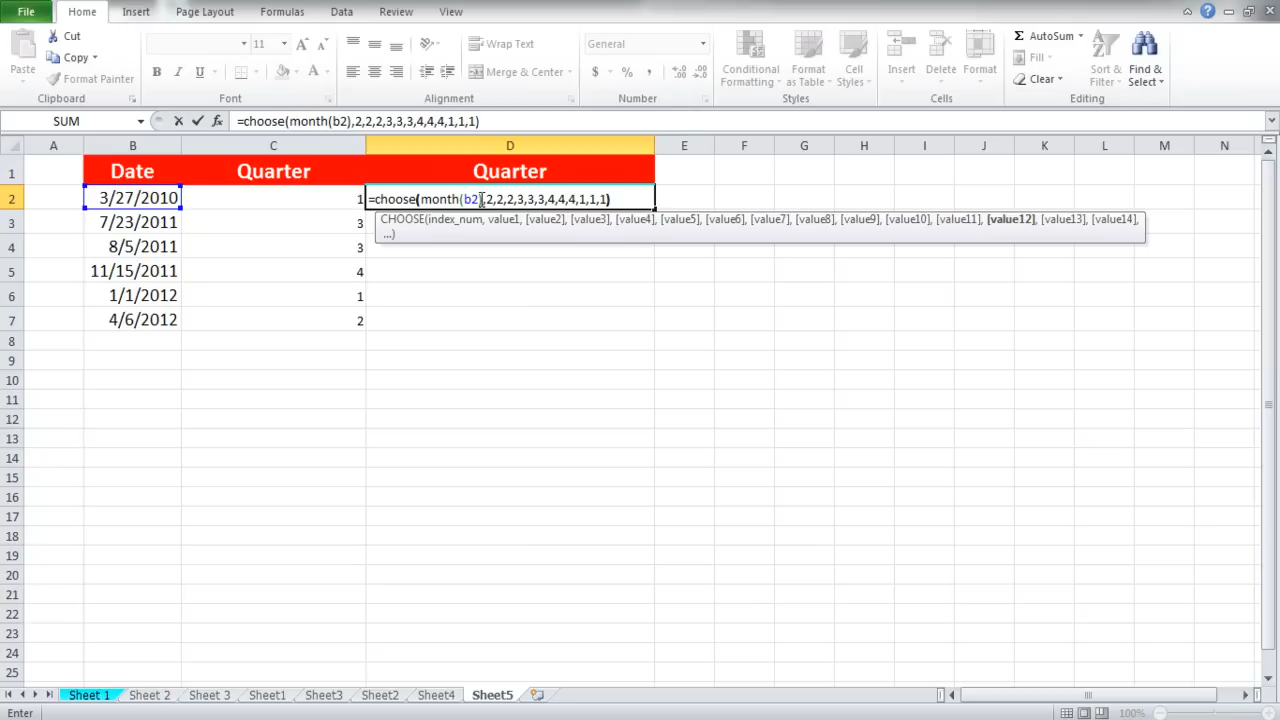 File Home Insert Page Layout Formulas Data Review View
Cut
Copy
Format Painter
Paste
11
B I U A
Wrap Text
Merge & Center
General
$ % ,
Conditional Formatting
Format as Table
Cell Styles
Insert Delete Format
AutoSum
Fill
Clear
Sort & Filter
Find & Select
Clipboard Font Alignment Number Styles Cells Editing
SUM fx =choose(month(b2),2,2,2,3,3,3,4,4,4,1,1,1)
A B C D E F G H I J K L M N
1 Date Quarter Quarter
2 3/27/2010 1 =choose(month(b2),2,2,2,3,3,3,4,4,4,1,1,1)
CHOOSE(index_num, value1, [value2], [value3], [value4], [value5], [value6], [value7], [value8], [value9], [value10], [value11], [value12], [value13], [value14],
...)
3 7/23/2011 3
4 8/5/2011 3
5 11/15/2011 4
6 1/1/2012 1
7 4/6/2012 2
8
9
10
11
12
13
14
15
16
17
18
19
20
21
22
23
24
25
Sheet 1 Sheet 2 Sheet 3 Sheet1 Sheet3 Sheet2 Sheet4 Sheet5
Enter 100%